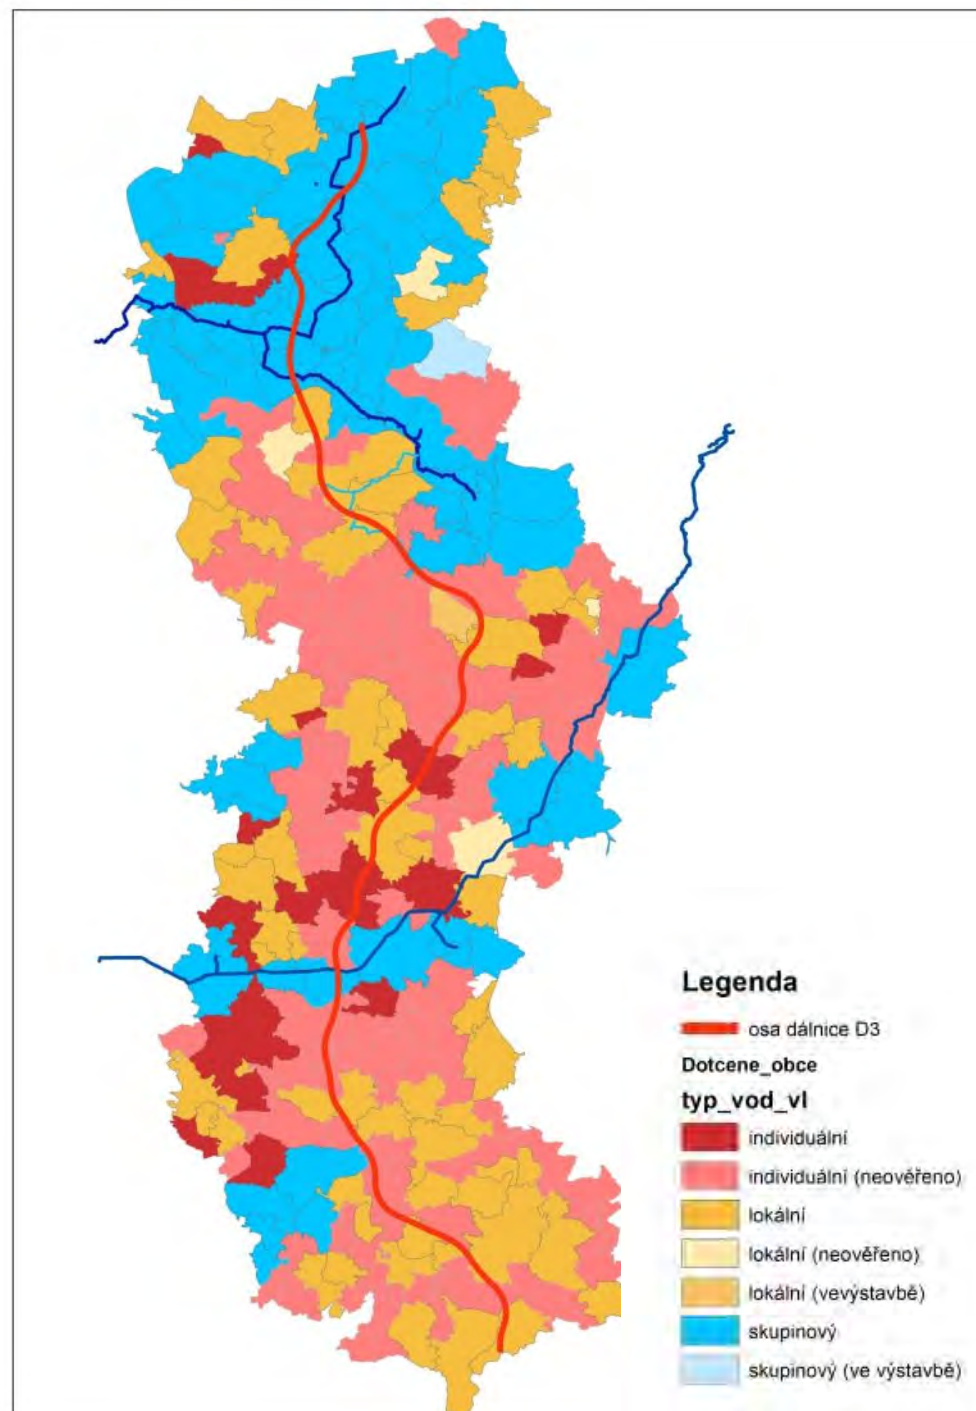 Legenda
osa dálnice D3
Dotcene_obce
typ_vod_vl
individuální
individuální (neověřeno)
lokální
lokální (neověřeno)
lokální (vevýstavbě)
skupinový
skupinový (ve výstavbě)